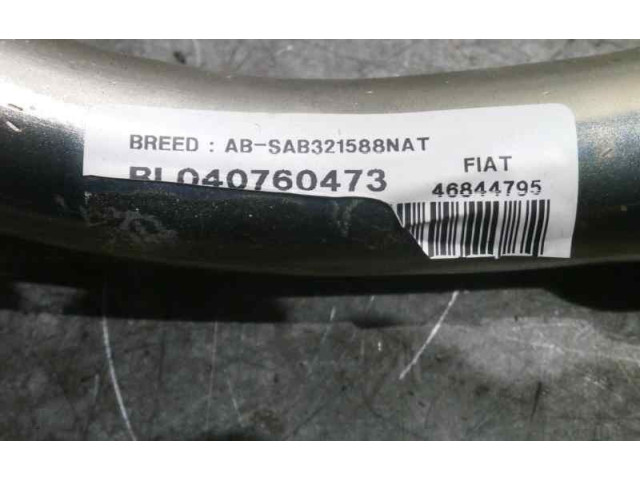 BREED : AB-SAB321588NAT
BL040760473
FIAT
46844795